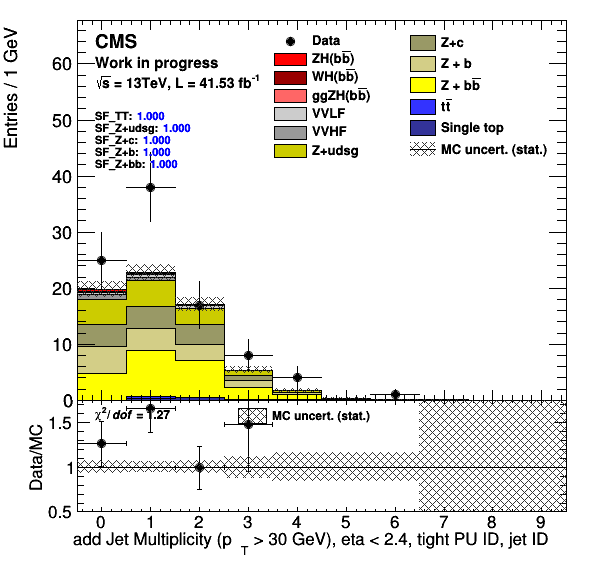 Entries / 1 GeV
CMS
Work in progress
√s = 13TeV, L = 41.53 fb⁻¹
SF_TT: 1.000
SF_Z+udsg: 1.000
SF_Z+c: 1.000
SF_Z+b: 1.000
SF_Z+bb: 1.000
Data
ZH(bb̅)
WH(bb̅)
ggZH(bb̅)
VVLF
VVHF
Z+udsg
Z+c
Z + b
Z + bb̅
tt̅
Single top
MC uncert. (stat.)
60
50
40
30
20
10
0
Data/MC
χ²/ dof = 1.27
MC uncert. (stat.)
1.5
1
0.5
0 1 2 3 4 5 6 7 8 9
add Jet Multiplicity (p_T > 30 GeV), eta < 2.4, tight PU ID, jet ID